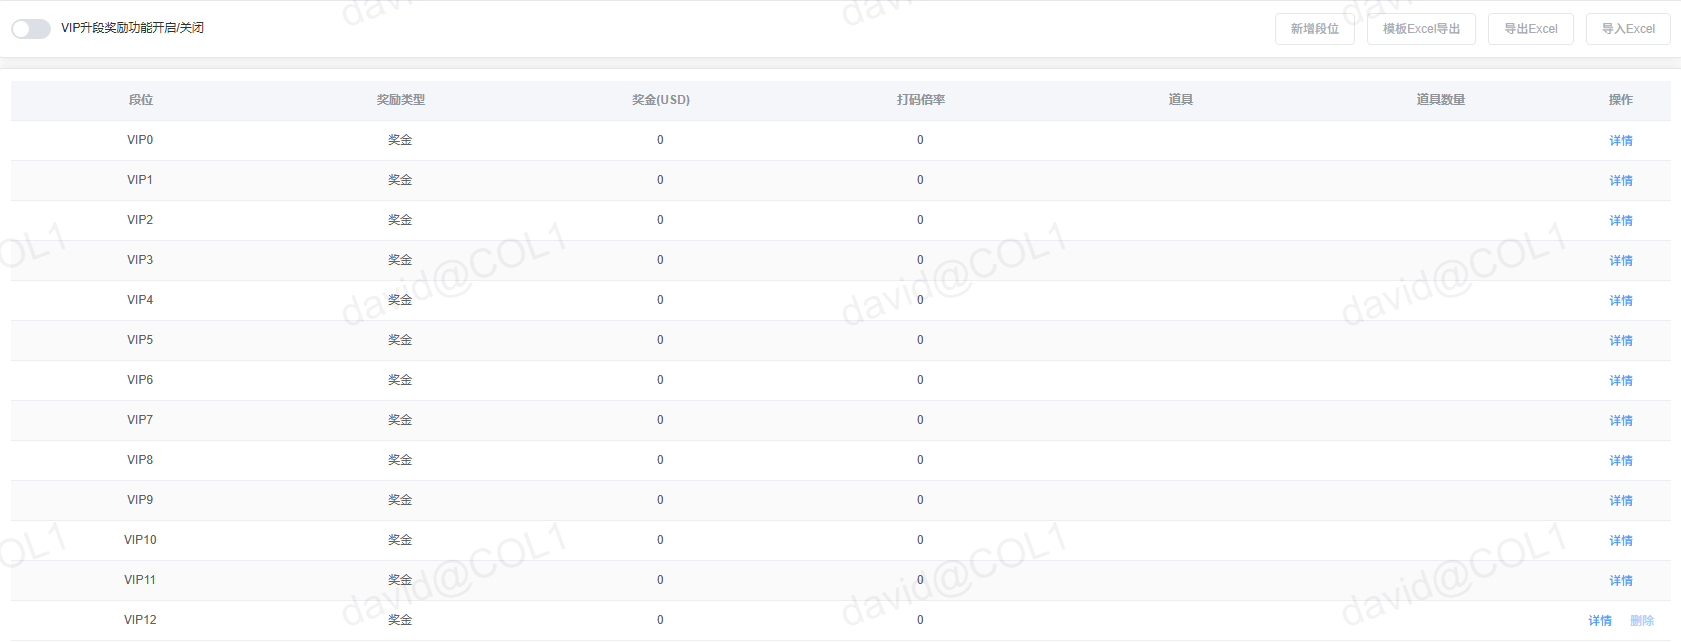 VIP升段奖励功能开启/关闭 新增段位 模板Excel导出 导出Excel 导入Excel
段位 奖励类型 奖金(USD) 打码倍率 道具 道具数量 操作
VIP0 奖金 0 0 详情
VIP1 奖金 0 0 详情
VIP2 奖金 0 0 详情
VIP3 奖金 0 0 详情
VIP4 奖金 0 0 详情
VIP5 奖金 0 0 详情
VIP6 奖金 0 0 详情
VIP7 奖金 0 0 详情
VIP8 奖金 0 0 详情
VIP9 奖金 0 0 详情
VIP10 奖金 0 0 详情
VIP11 奖金 0 0 详情
VIP12 奖金 0 0 详情 删除
david@COL1
david@COL1
david@COL1
david@COL1
david@COL1
david@COL1
COL1
COL1
david
david
david